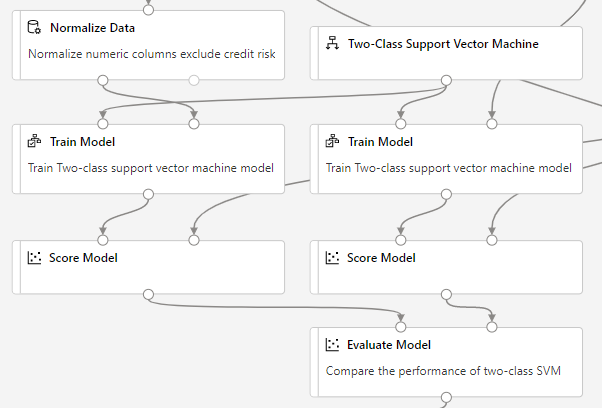 Normalize Data
Normalize numeric columns exclude credit risk
Two-Class Support Vector Machine
Train Model
Train Two-class support vector machine model
Train Model
Train Two-class support vector machine model
Score Model
Score Model
Evaluate Model
Compare the performance of two-class SVM